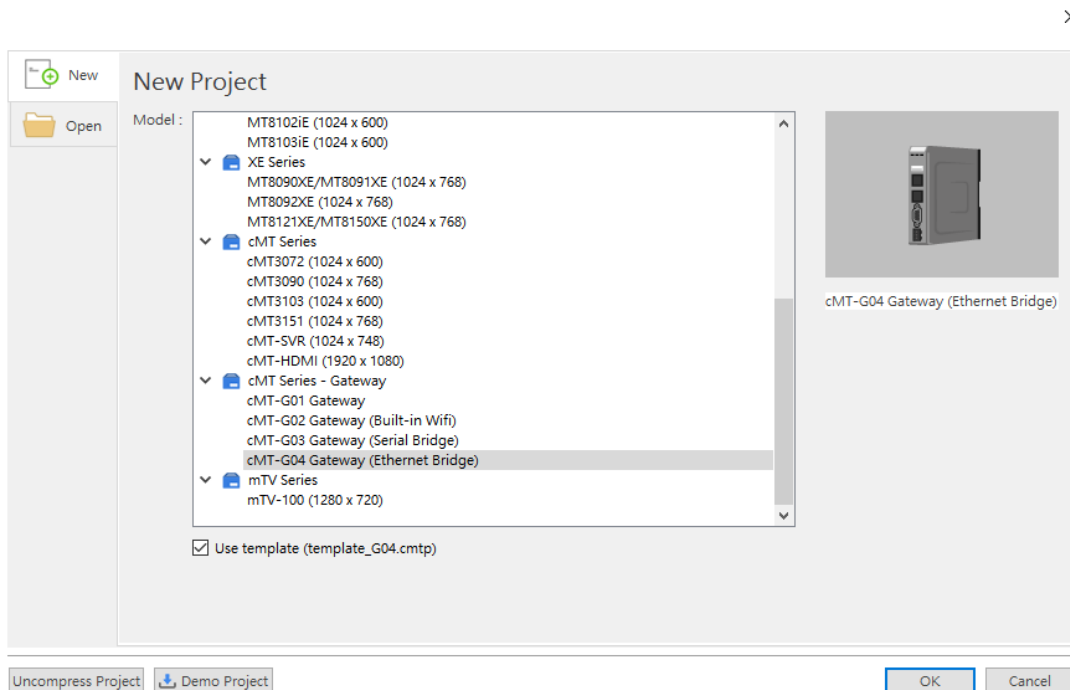 New
Open
New Project
Model :
MT8102iE (1024 x 600)
MT8103iE (1024 x 600)
XE Series
MT8090XE/MT8091XE (1024 x 768)
MT8092XE (1024 x 768)
MT8121XE/MT8150XE (1024 x 768)
cMT Series
cMT3072 (1024 x 600)
cMT3090 (1024 x 768)
cMT3103 (1024 x 600)
cMT3151 (1024 x 768)
cMT-SVR (1024 x 748)
cMT-HDMI (1920 x 1080)
cMT Series - Gateway
cMT-G01 Gateway
cMT-G02 Gateway (Built-in Wifi)
cMT-G03 Gateway (Serial Bridge)
cMT-G04 Gateway (Ethernet Bridge)
mTV Series
mTV-100 (1280 x 720)
cMT-G04 Gateway (Ethernet Bridge)
Use template (template_G04.cmtp)
Uncompress Project
Demo Project
OK
Cancel